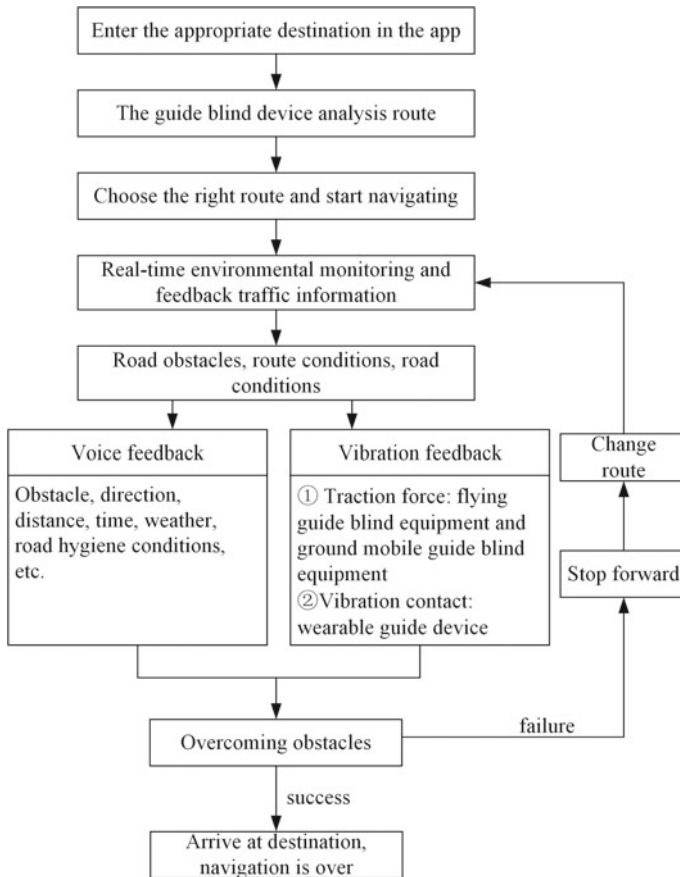 Enter the appropriate destination in the app
The guide blind device analysis route
Choose the right route and start navigating
Real-time environmental monitoring and
feedback traffic information
Road obstacles, route conditions, road
conditions
Voice feedback
Obstacle, direction,
distance, time, weather,
road hygiene conditions,
etc.
Vibration feedback
① Traction force: flying
guide blind equipment and
ground mobile guide blind
equipment
②Vibration contact:
wearable guide device
Change
route
Stop forward
Overcoming obstacles
failure
success
Arrive at destination,
navigation is over